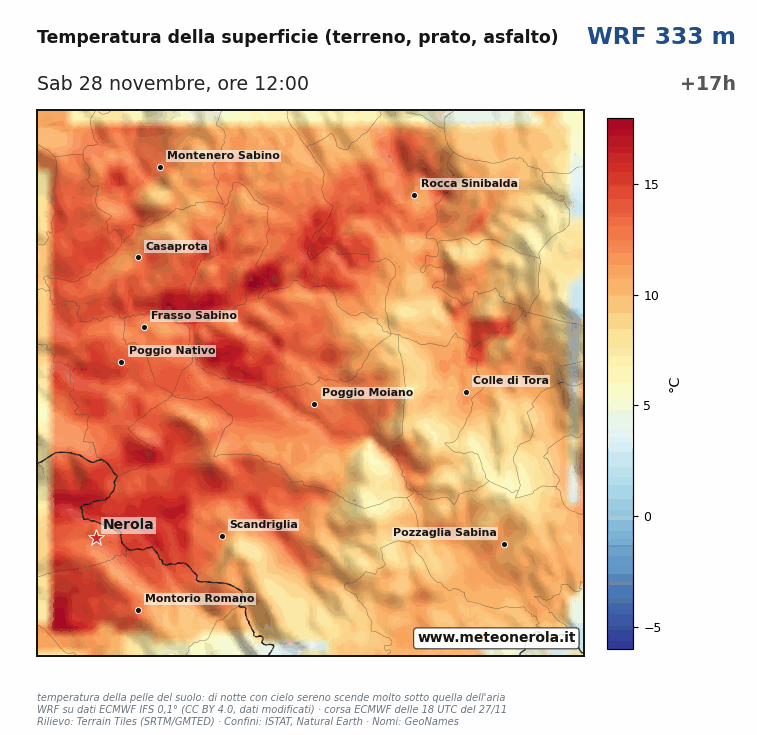 Temperatura della superficie (terreno, prato, asfalto) WRF 333 m
Sab 28 novembre, ore 12:00 +17h
Montenero Sabino
Rocca Sinibalda
15
Casaprota
10
Frasso Sabino
Poggio Nativo
Colle di Tora
°C
Poggio Moiano
5
0
Nerola
Scandriglia
Pozzaglia Sabina
Montorio Romano
−5
www.meteonerola.it
temperatura della pelle del suolo: di notte con cielo sereno scende molto sotto quella dell'aria
WRF su dati ECMWF IFS 0,1° (CC BY 4.0, dati modificati) · corsa ECMWF delle 18 UTC del 27/11
Rilievo: Terrain Tiles (SRTM/GMTED) · Confini: ISTAT, Natural Earth · Nomi: GeoNames